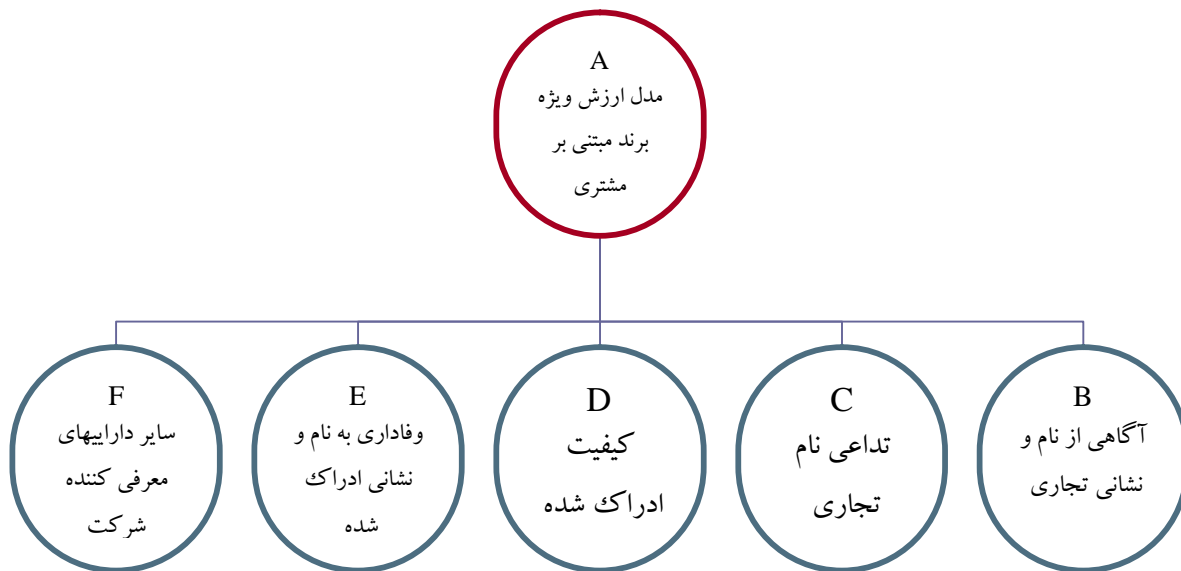 A
مدل ارزش ویژه
برند مبتنی بر
مشتری
B
آگاهی از نام و
نشانی تجاری
C
تداعی نام
تجاری
D
کیفیت
ادراک شده
E
وفاداری به نام و
نشانی ادراک
شده
F
سایر داراییهای
معرفی کننده
شرکت